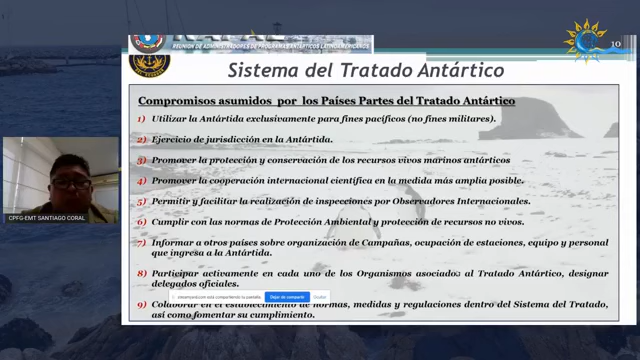 REUNION DE ADMINISTRADORES DE PROGRAMAS ANTÁRTICOS LATINOAMERICANOS
10
Sistema del Tratado Antártico
Compromisos asumidos por los Países Partes del Tratado Antártico
1) Utilizar la Antártida exclusivamente para fines pacíficos (no fines militares).
2) Ejercicio de jurisdicción en la Antártida.
3) Promover la protección y conservación de los recursos vivos marinos antárticos
4) Promover la cooperación internacional científica en la medida más amplia posible.
5) Permitir y facilitar la realización de inspecciones por Observadores Internacionales.
6) Cumplir con las normas de Protección Ambiental y protección de recursos no vivos.
7) Informar a otros países sobre organización de Campañas, ocupación de estaciones, equipo y personal
que ingresa a la Antártida.
8) Participar activamente en cada uno de los Organismos asociados al Tratado Antártico, designar
delegados oficiales.
está compartiendo tu pantalla.
Dejar de compartir
Ocultar
9) Colaborar en el establecimiento de normas, medidas y regulaciones dentro del Sistema del Tratado,
así como fomentar su cumplimiento.
CPFG-EMT SANTIAGO CORAL